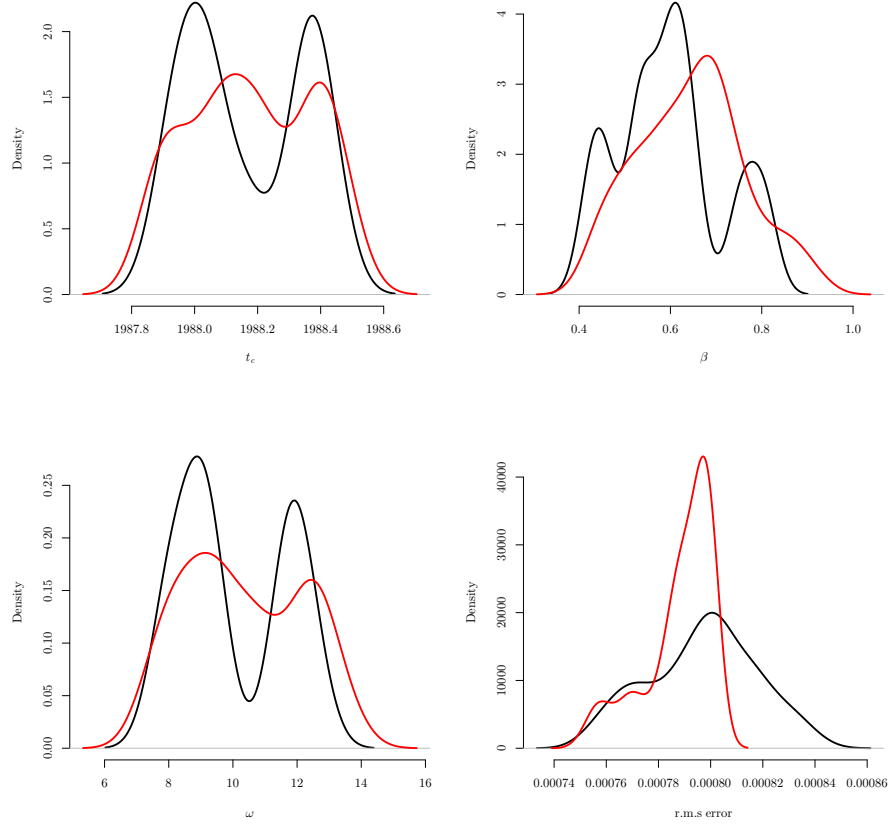 Density
0.0 0.5 1.0 1.5 2.0
1987.8 1988.0 1988.2 1988.4 1988.6
t_c
Density
0 1 2 3 4
0.4 0.6 0.8 1.0
β
Density
0.00 0.05 0.10 0.15 0.20 0.25
6 8 10 12 14 16
ω
Density
0 10000 20000 30000 40000
0.00074 0.00076 0.00078 0.00080 0.00082 0.00084 0.00086
r.m.s error